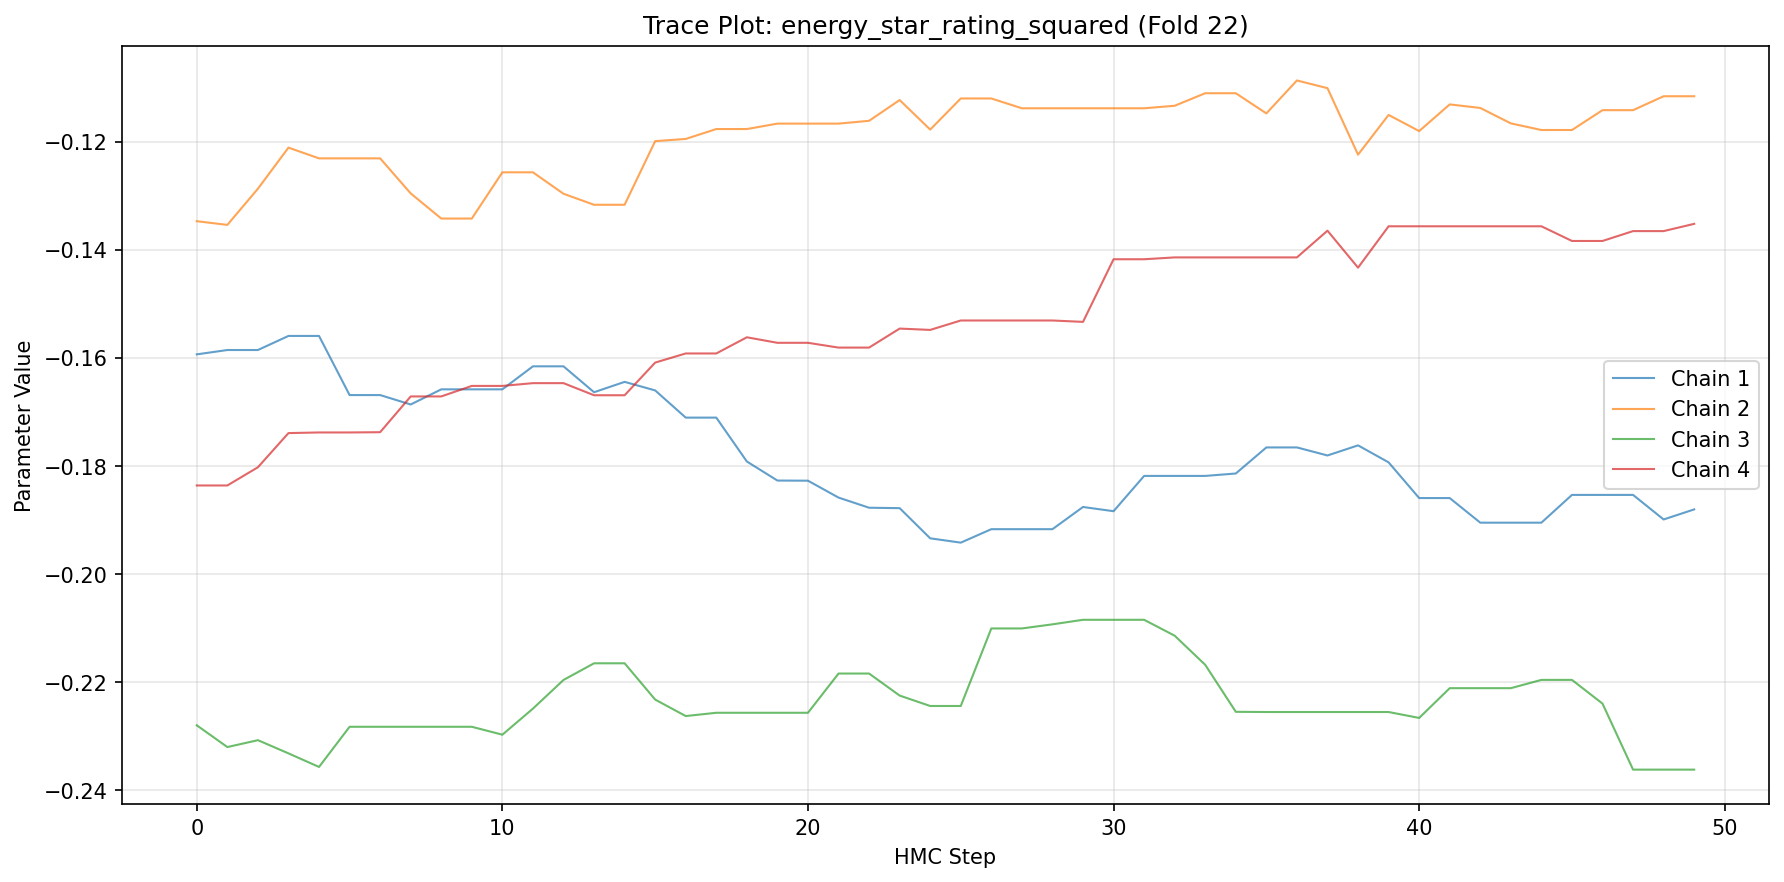 Trace Plot: energy_star_rating_squared (Fold 22)
Parameter Value
−0.12
−0.14
−0.16
−0.18
−0.20
−0.22
−0.24
Chain 1
Chain 2
Chain 3
Chain 4
0 10 20 30 40 50
HMC Step